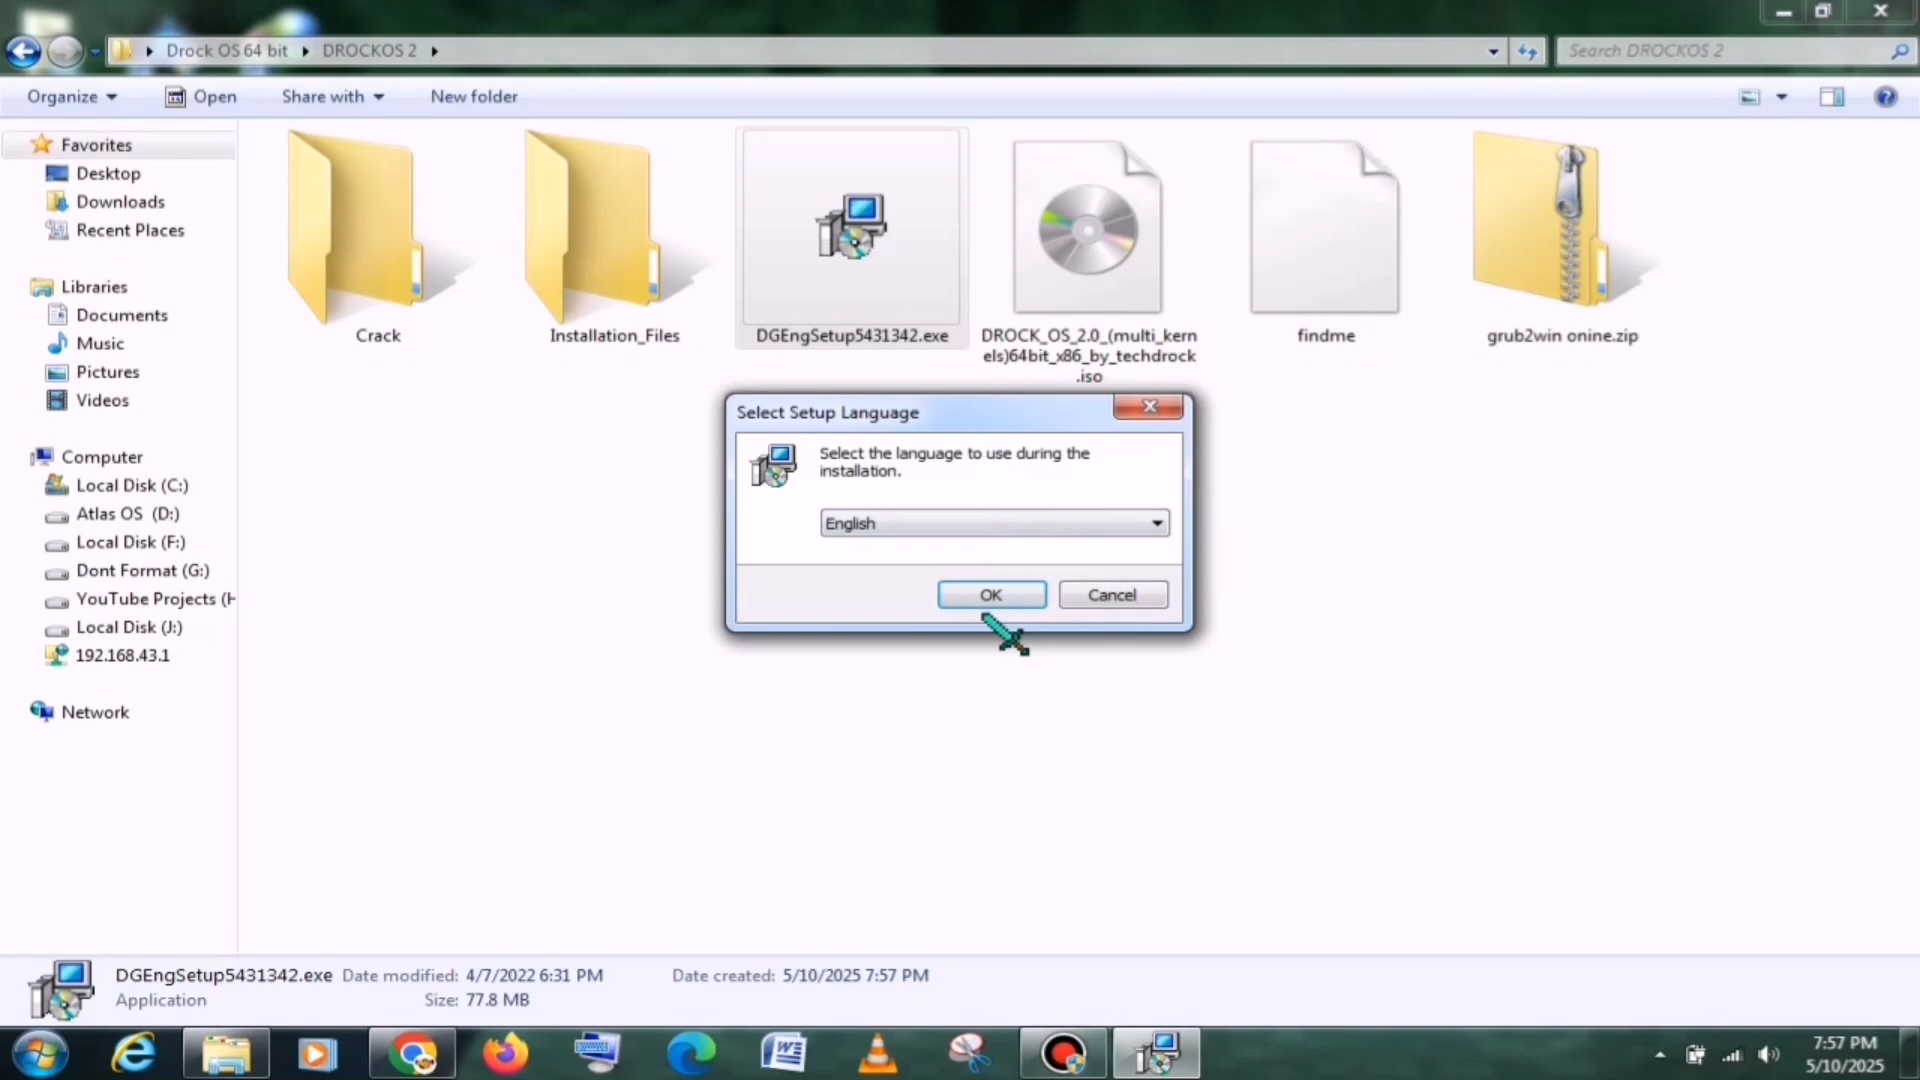 Drock OS 64 bit
DROCKOS 2
Search DROCKOS 2
Organize
Open
Share with
New folder
Favorites
Desktop
Downloads
Recent Places
Libraries
Documents
Music
Pictures
Videos
Computer
Local Disk (C:)
Atlas OS (D:)
Local Disk (F:)
Dont Format (G:)
YouTube Projects (H
Local Disk (J:)
192.168.43.1
Network
Crack
Installation_Files
DGEngSetup5431342.exe
DROCK_OS_2.0_(multi_kern
els)64bit_x86_by_techdrock
.iso
findme
grub2win onine.zip
Select Setup Language
Select the language to use during the
installation.
English
OK
Cancel
DGEngSetup5431342.exe Date modified: 4/7/2022 6:31 PM Date created: 5/10/2025 7:57 PM
Application Size: 77.8 MB
7:57 PM
5/10/2025